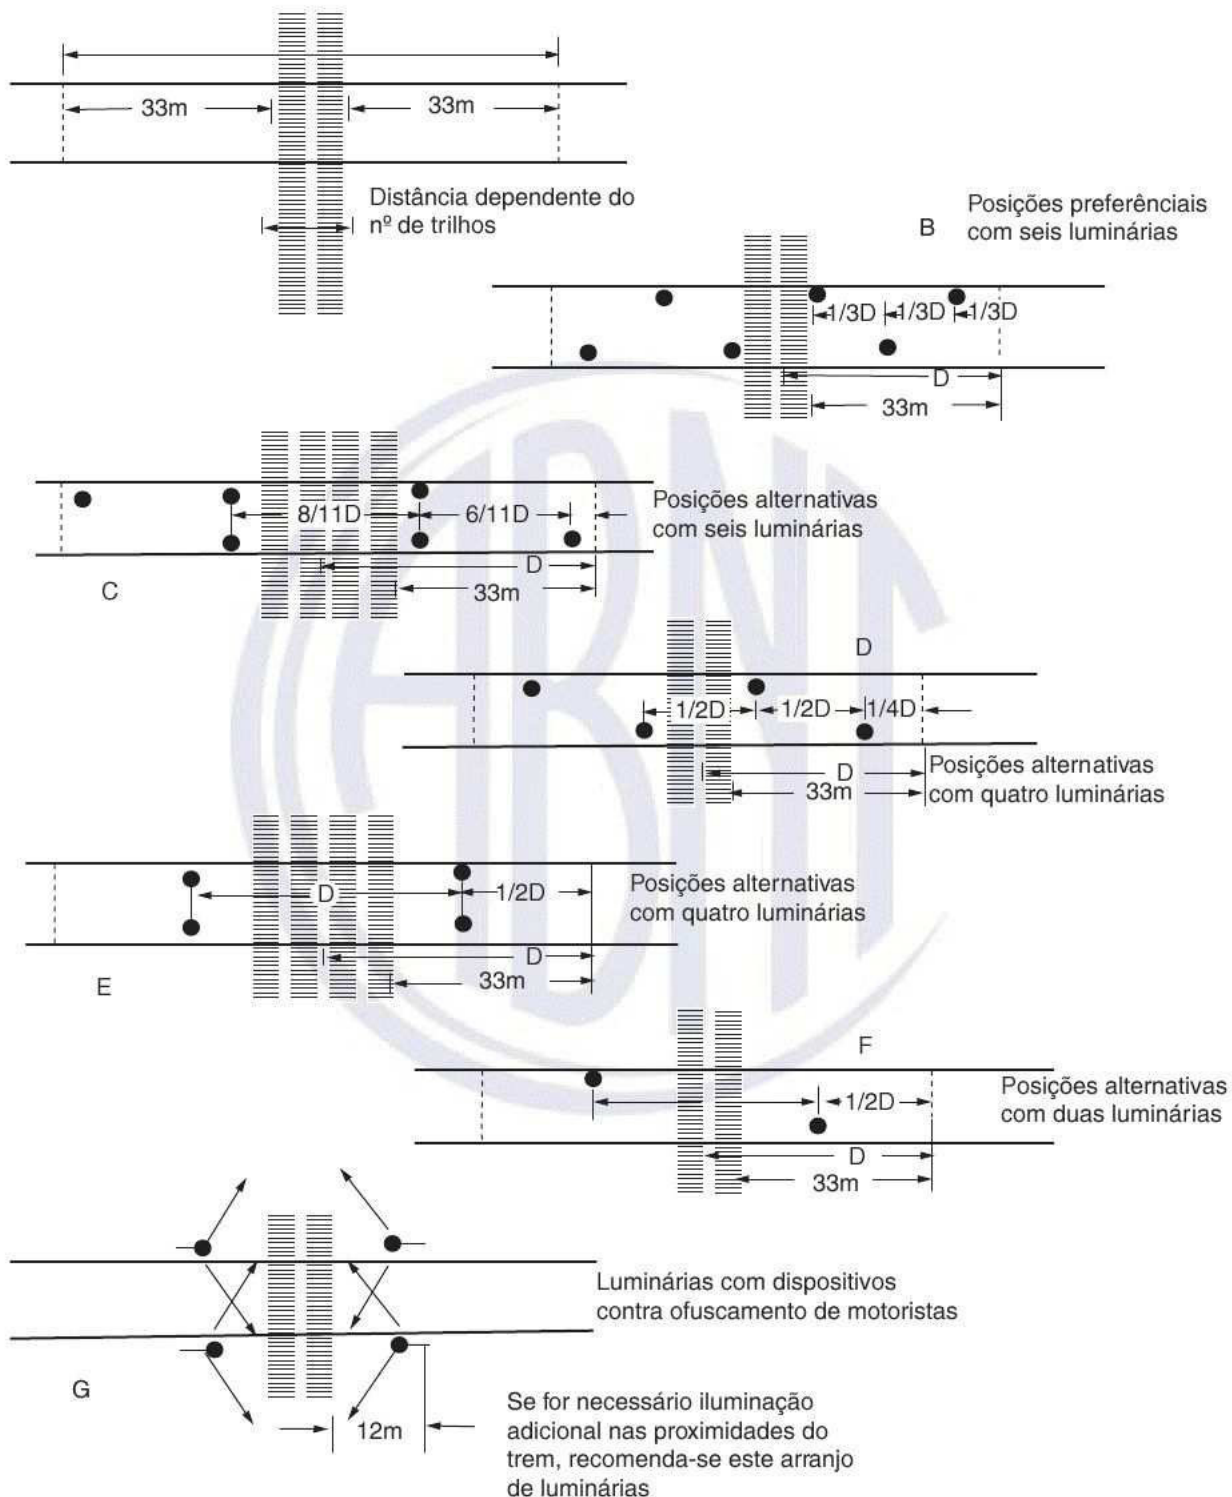 33m
33m
Distância dependente do
nº de trilhos
B
Posições preferênciais
com seis luminárias
1/3D
1/3D
1/3D
D
33m
8/11D
6/11D
Posições alternativas
com seis luminárias
D
33m
C
D
1/2D
1/2D
1/4D
D
33m
Posições alternativas
com quatro luminárias
D
1/2D
Posições alternativas
com quatro luminárias
D
33m
E
F
1/2D
Posições alternativas
com duas luminárias
D
33m
Luminárias com dispositivos
contra ofuscamento de motoristas
G
12m
Se for necessário iluminação
adicional nas proximidades do
trem, recomenda-se este arranjo
de luminárias
ABNT